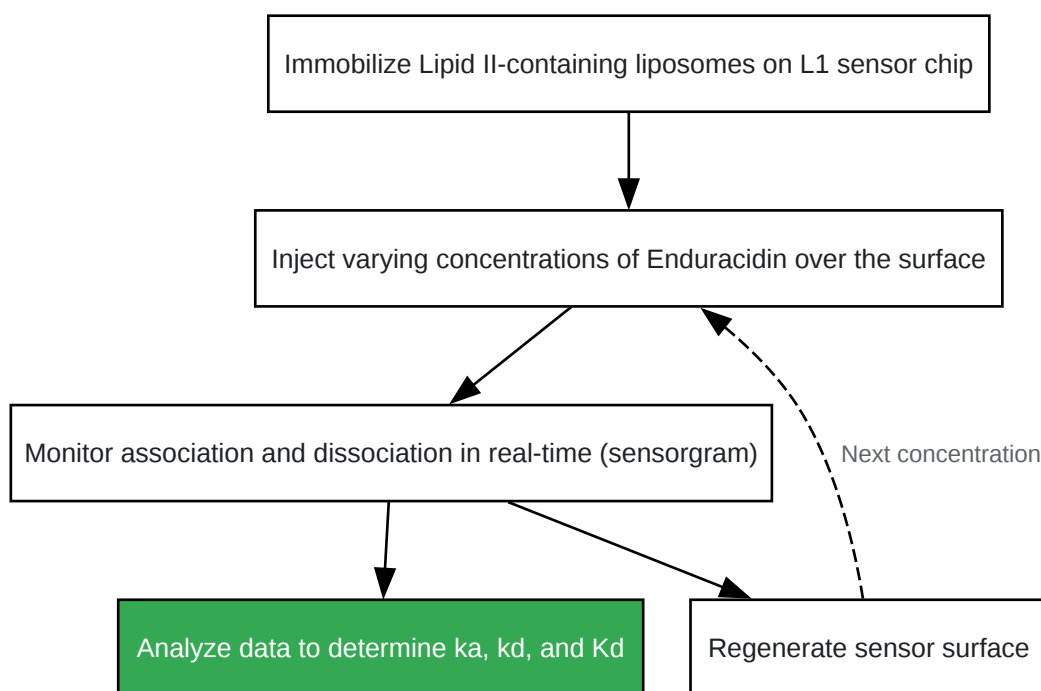 Immobilize Lipid II-containing liposomes on L1 sensor chip
Inject varying concentrations of Enduracidin over the surface
Monitor association and dissociation in real-time (sensorgram)
Next concentration
Analyze data to determine ka, kd, and Kd
Regenerate sensor surface